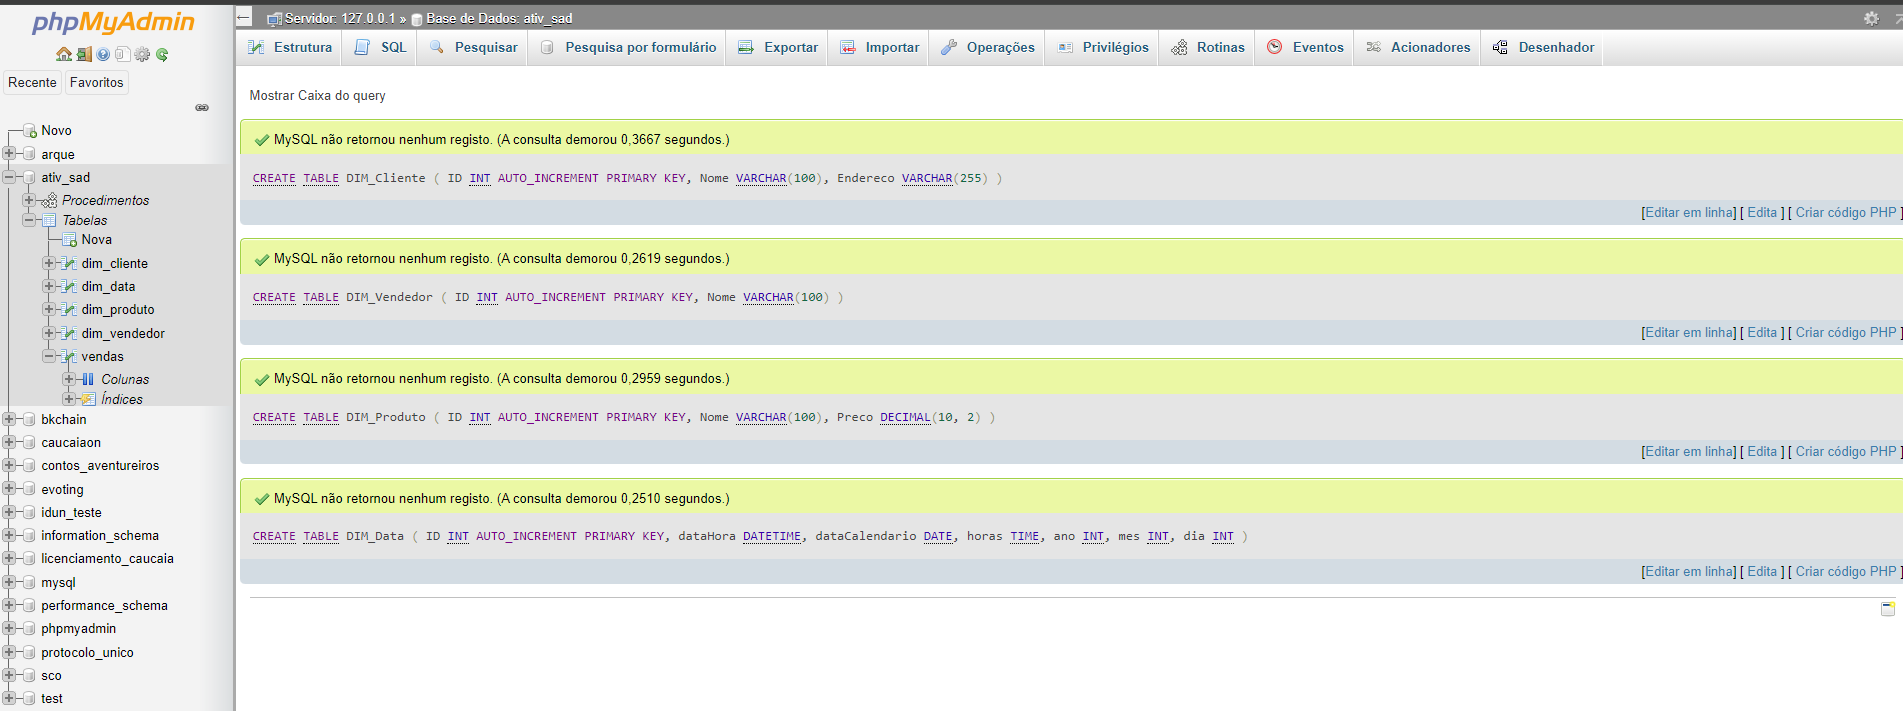 phpMyAdmin
Recente Favoritos
Novo
arque
ativ_sad
Procedimentos
Tabelas
Nova
dim_cliente
dim_data
dim_produto
dim_vendedor
vendas
Colunas
Índices
bkchain
caucaiaon
contos_aventureiros
evoting
idun_teste
information_schema
licenciamento_caucaia
mysql
performance_schema
phpmyadmin
protocolo_unico
sco
test
Servidor: 127.0.0.1 » Base de Dados: ativ_sad
Estrutura SQL Pesquisar Pesquisa por formulário Exportar Importar Operações Privilégios Rotinas Eventos Acionadores Desenhador
Mostrar Caixa do query
MySQL não retornou nenhum registo. (A consulta demorou 0,3667 segundos.)
CREATE TABLE DIM_Cliente ( ID INT AUTO_INCREMENT PRIMARY KEY, Nome VARCHAR(100), Endereco VARCHAR(255) )
[Editar em linha] [ Edita ] [ Criar código PHP ]
MySQL não retornou nenhum registo. (A consulta demorou 0,2619 segundos.)
CREATE TABLE DIM_Vendedor ( ID INT AUTO_INCREMENT PRIMARY KEY, Nome VARCHAR(100) )
[Editar em linha] [ Edita ] [ Criar código PHP ]
MySQL não retornou nenhum registo. (A consulta demorou 0,2959 segundos.)
CREATE TABLE DIM_Produto ( ID INT AUTO_INCREMENT PRIMARY KEY, Nome VARCHAR(100), Preco DECIMAL(10, 2) )
[Editar em linha] [ Edita ] [ Criar código PHP ]
MySQL não retornou nenhum registo. (A consulta demorou 0,2510 segundos.)
CREATE TABLE DIM_Data ( ID INT AUTO_INCREMENT PRIMARY KEY, dataHora DATETIME, dataCalendario DATE, horas TIME, ano INT, mes INT, dia INT )
[Editar em linha] [ Edita ] [ Criar código PHP ]